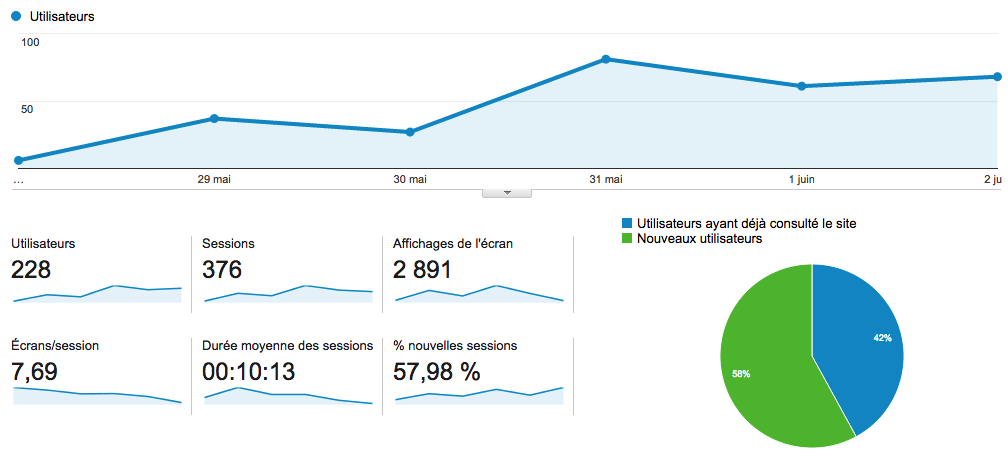 Utilisateurs
100
50
...
29 mai
30 mai
31 mai
1 juin
2 ju
Utilisateurs
228
Sessions
376
Affichages de l'écran
2 891
Écrans/session
7,69
Durée moyenne des sessions
00:10:13
% nouvelles sessions
57,98 %
Utilisateurs ayant déjà consulté le site
Nouveaux utilisateurs
42%
58%